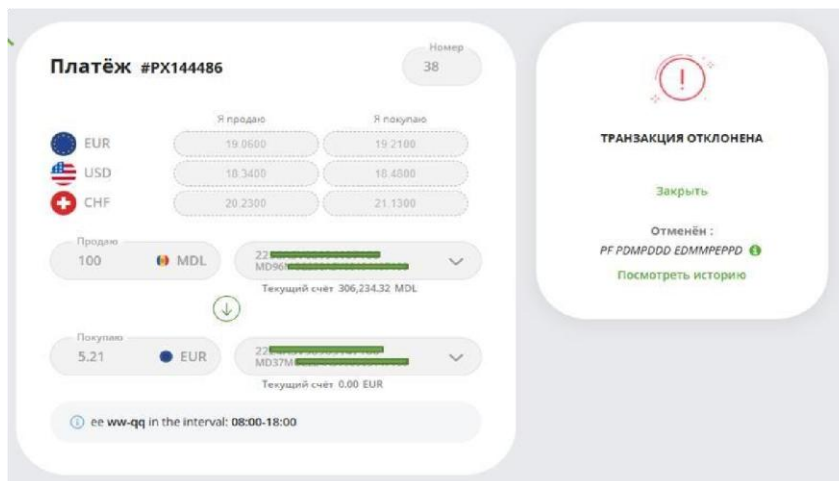 Платёж #PX144486
Номер
38
Я продаю Я покупаю
EUR 19.0600 19.2100
USD 18.3400 18.4800
CHF 20.2300 21.1300
Продаю
100 MDL
MD96
Текущий счёт 306,234.32 MDL
Покупаю
5.21 EUR
MD37M
Текущий счёт 0.00 EUR
ee ww-qq in the interval: 08:00-18:00
ТРАНЗАКЦИЯ ОТКЛОНЕНА
Закрыть
Отменён :
PF PDMPDDD EDMMPEPPD
Посмотреть историю